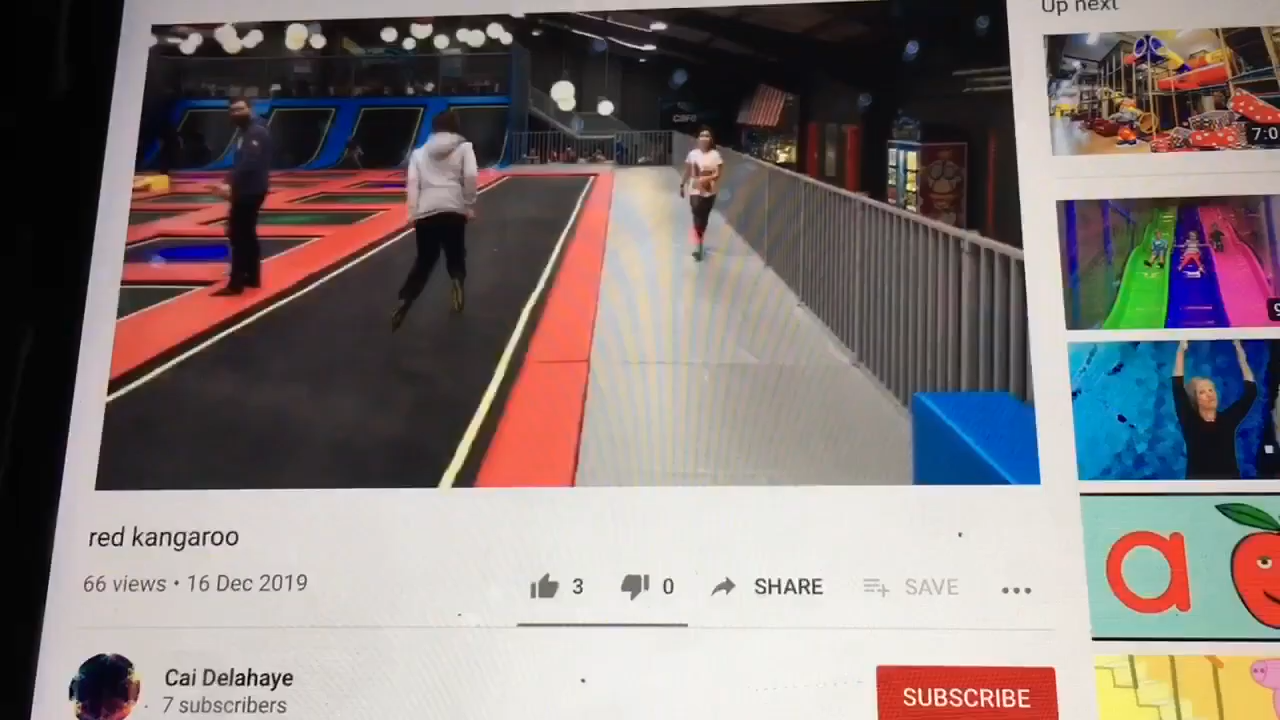 Up next
café
7:0
red kangaroo
66 views • 16 Dec 2019
3
0
SHARE
SAVE
a
Cai Delahaye
7 subscribers
SUBSCRIBE